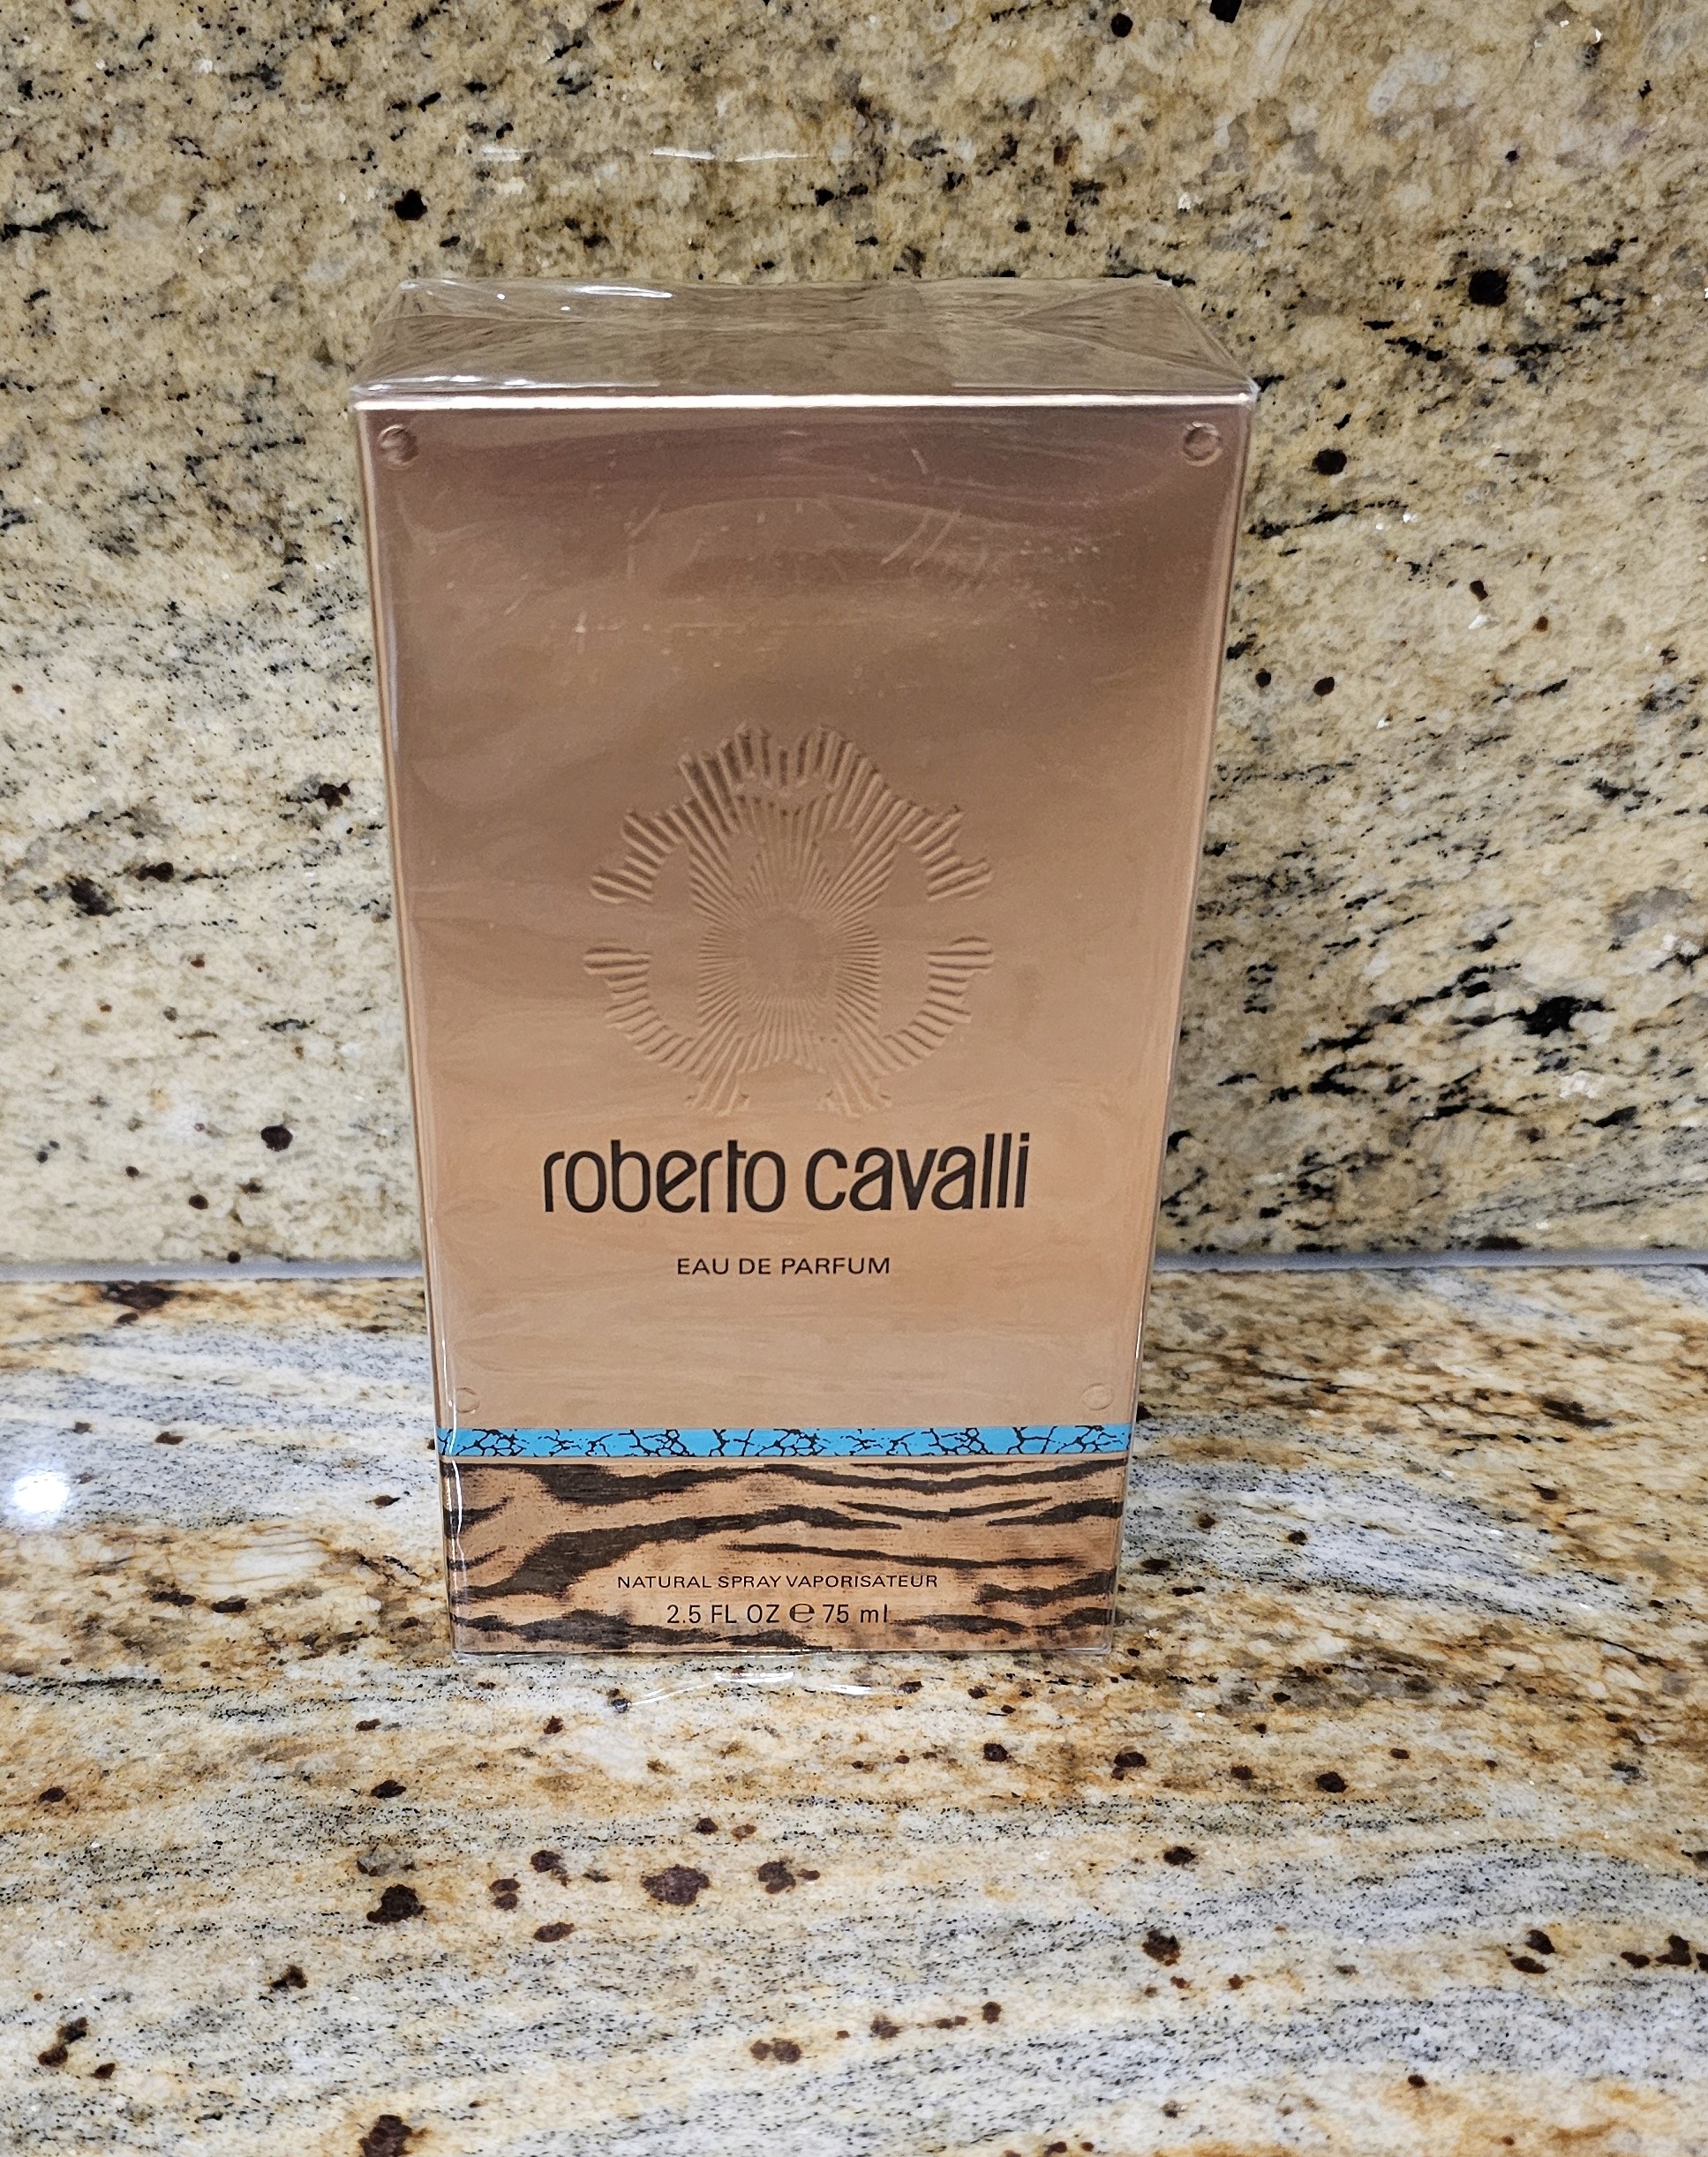 roberto cavalli
EAU DE PARFUM
NATURAL SPRAY VAPORISATEUR
2.5 FL OZ ℮ 75 ml